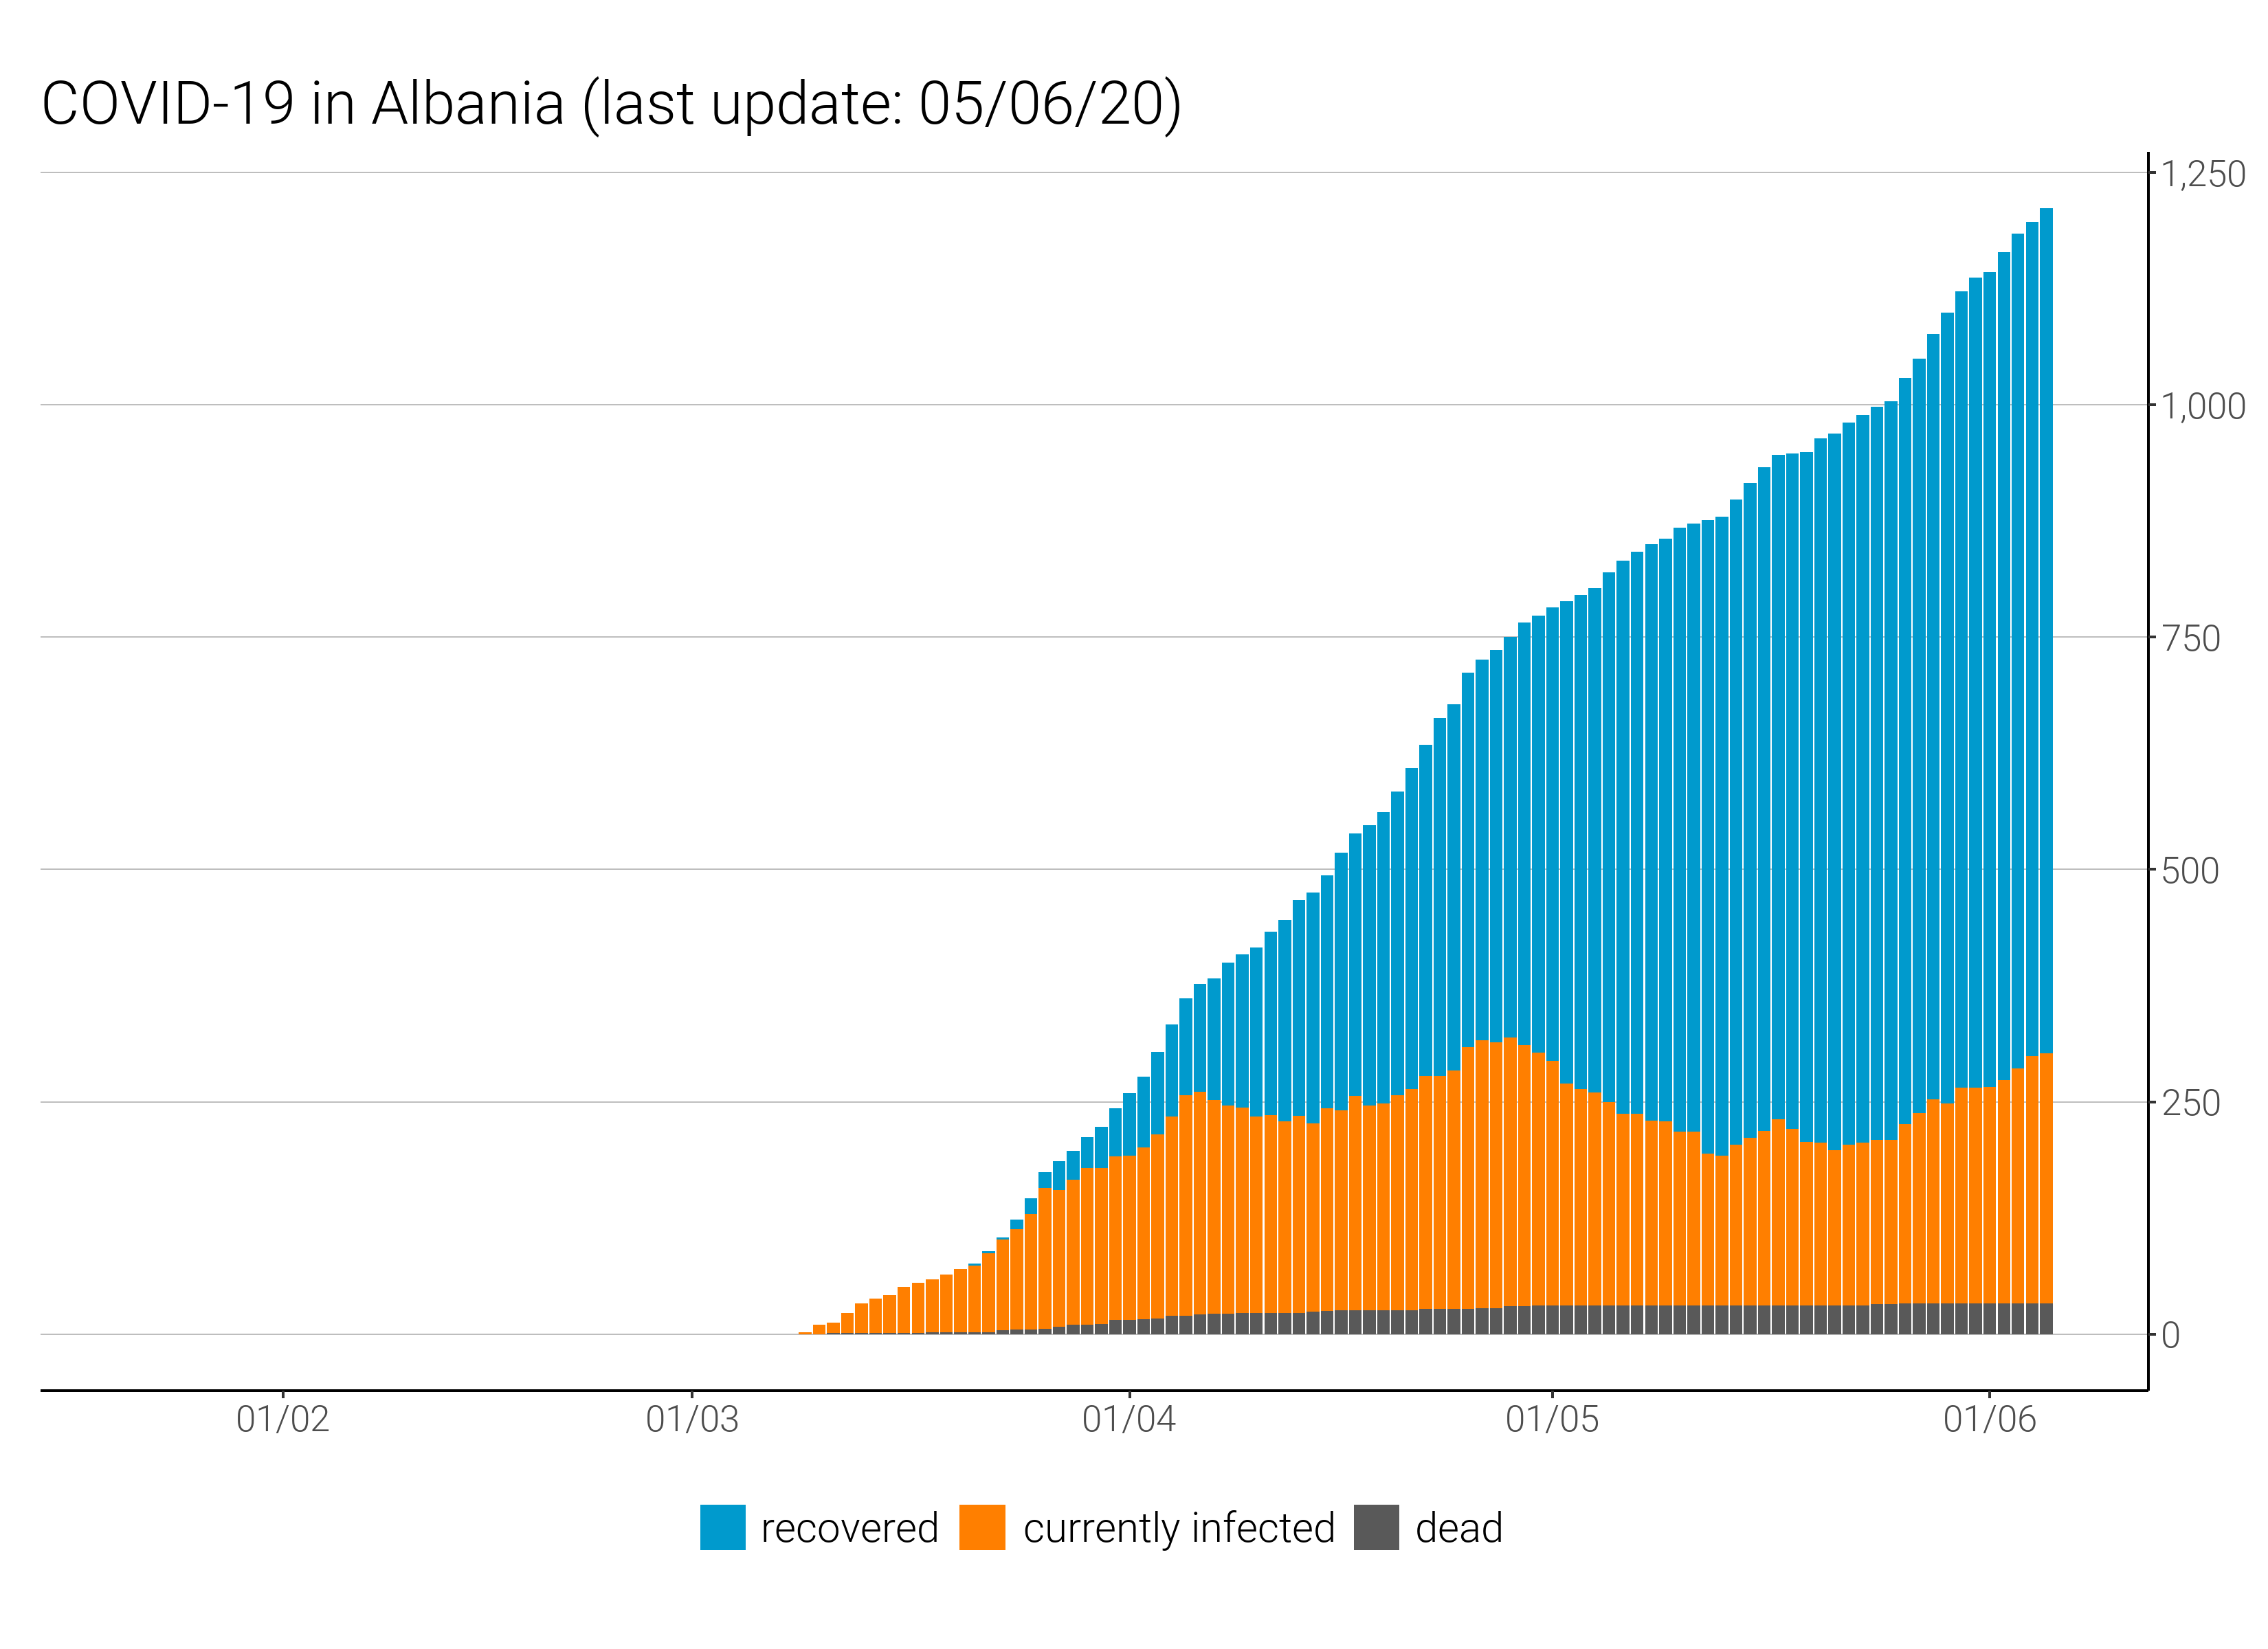 COVID-19 in Albania (last update: 05/06/20)
1,250
1,000
750
500
250
0
01/02 01/03 01/04 01/05 01/06
recovered currently infected dead